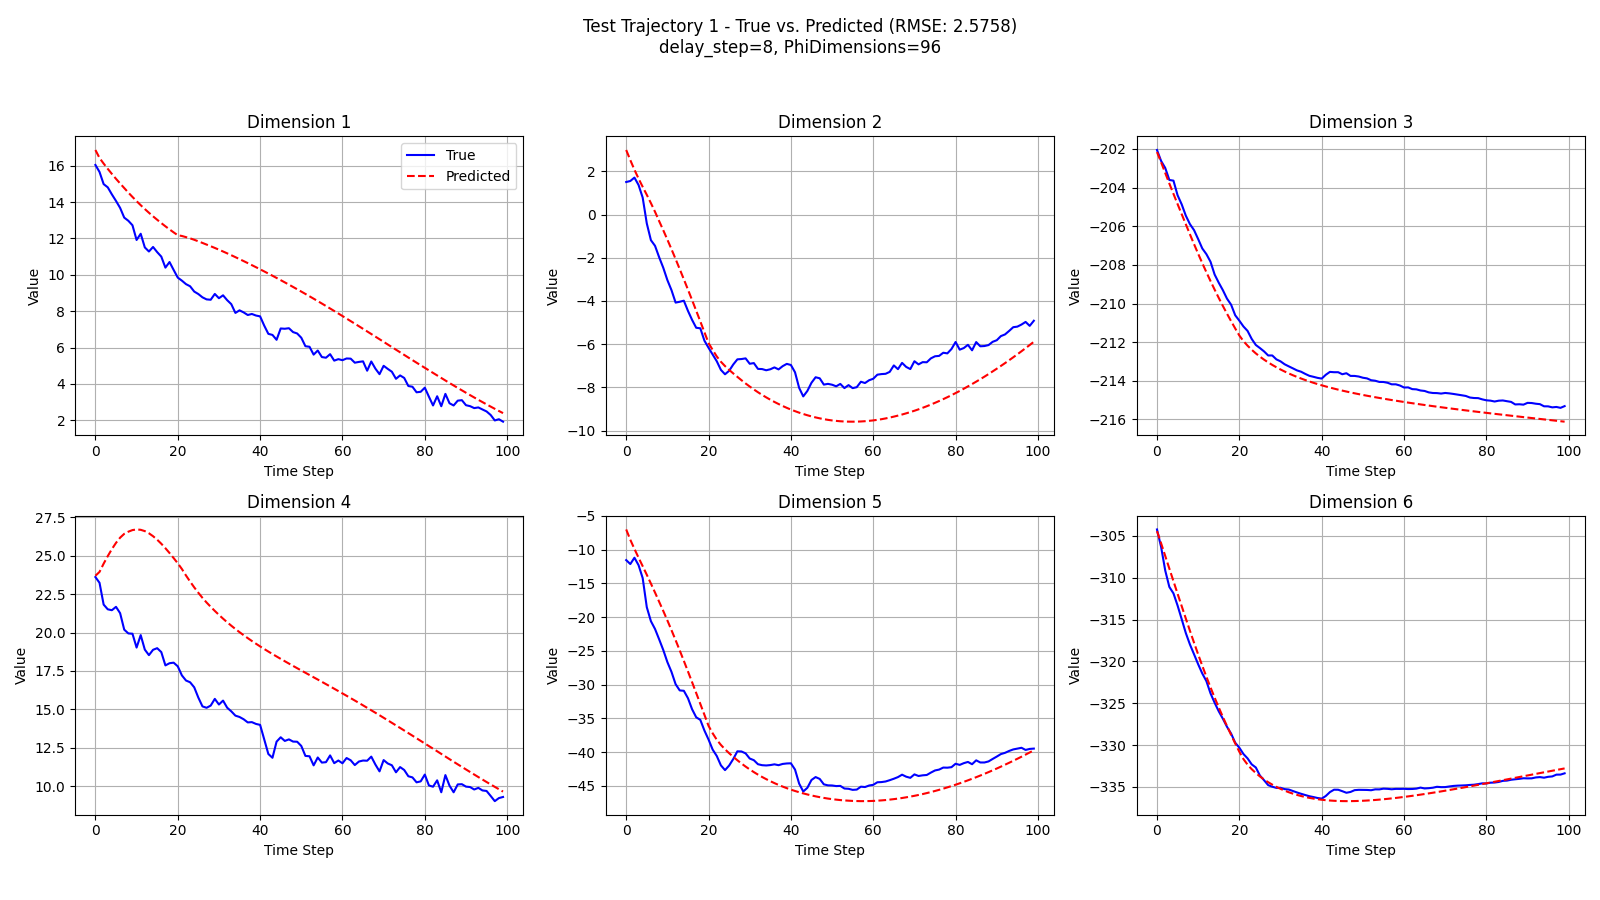 Test Trajectory 1 - True vs. Predicted (RMSE: 2.5758)
delay_step=8, PhiDimensions=96
Dimension 1
True
Predicted
16
14
12
10
8
6
4
2
Value
0 20 40 60 80 100
Time Step
Dimension 2
2
0
−2
−4
−6
−8
−10
Value
0 20 40 60 80 100
Time Step
Dimension 3
−202
−204
−206
−208
−210
−212
−214
−216
Value
0 20 40 60 80 100
Time Step
Dimension 4
27.5
25.0
22.5
20.0
17.5
15.0
12.5
10.0
Value
0 20 40 60 80 100
Time Step
Dimension 5
−5
−10
−15
−20
−25
−30
−35
−40
−45
Value
0 20 40 60 80 100
Time Step
Dimension 6
−305
−310
−315
−320
−325
−330
−335
Value
0 20 40 60 80 100
Time Step